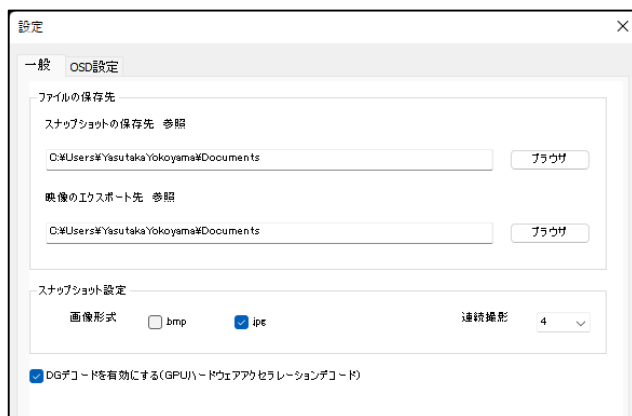 設定
一般 OSD設定
ファイルの保存先
スナップショットの保存先 参照
C:¥Users¥YasutakaYokoyama¥Documents ブラウザ
映像のエクスポート先 参照
C:¥Users¥YasutakaYokoyama¥Documents ブラウザ
スナップショット設定
画像形式 .bmp .jpg 連続撮影 4
DGデコードを有効にする(GPUハードウェアアクセラレーションデコード)